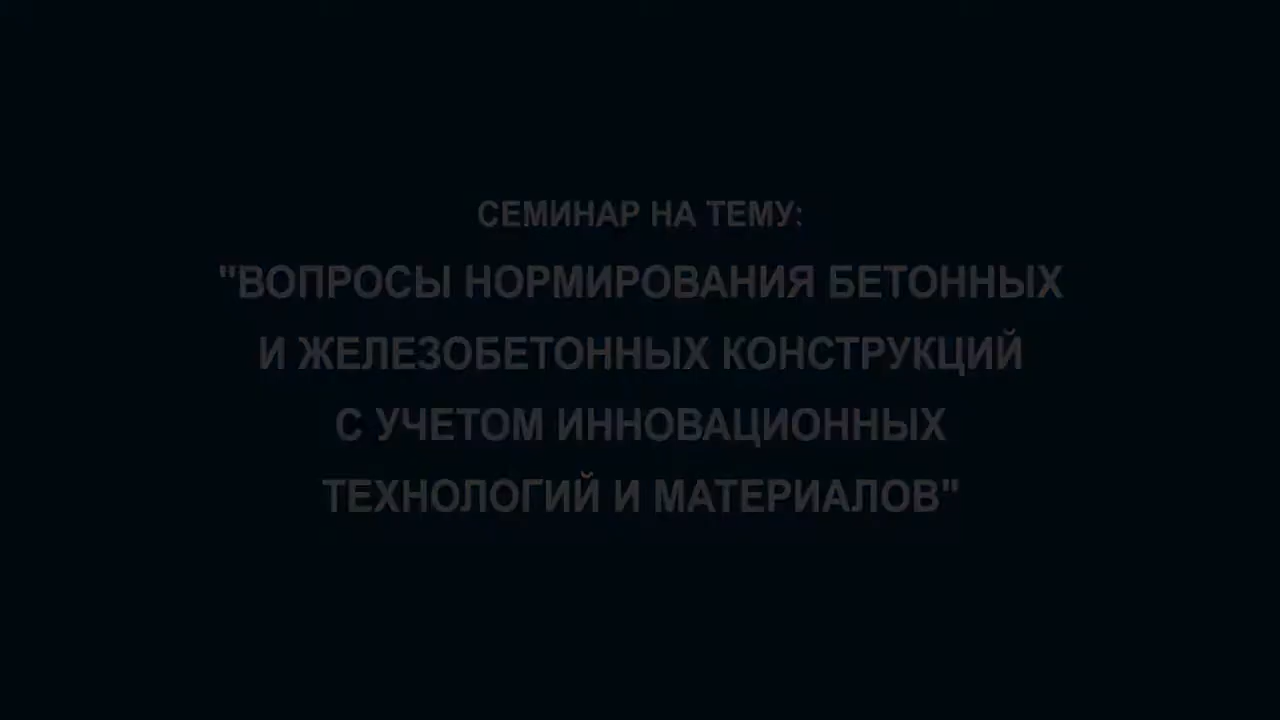 СЕМИНАР НА ТЕМУ:
"ВОПРОСЫ НОРМИРОВАНИЯ БЕТОННЫХ
И ЖЕЛЕЗОБЕТОННЫХ КОНСТРУКЦИЙ
С УЧЕТОМ ИННОВАЦИОННЫХ
ТЕХНОЛОГИЙ И МАТЕРИАЛОВ"